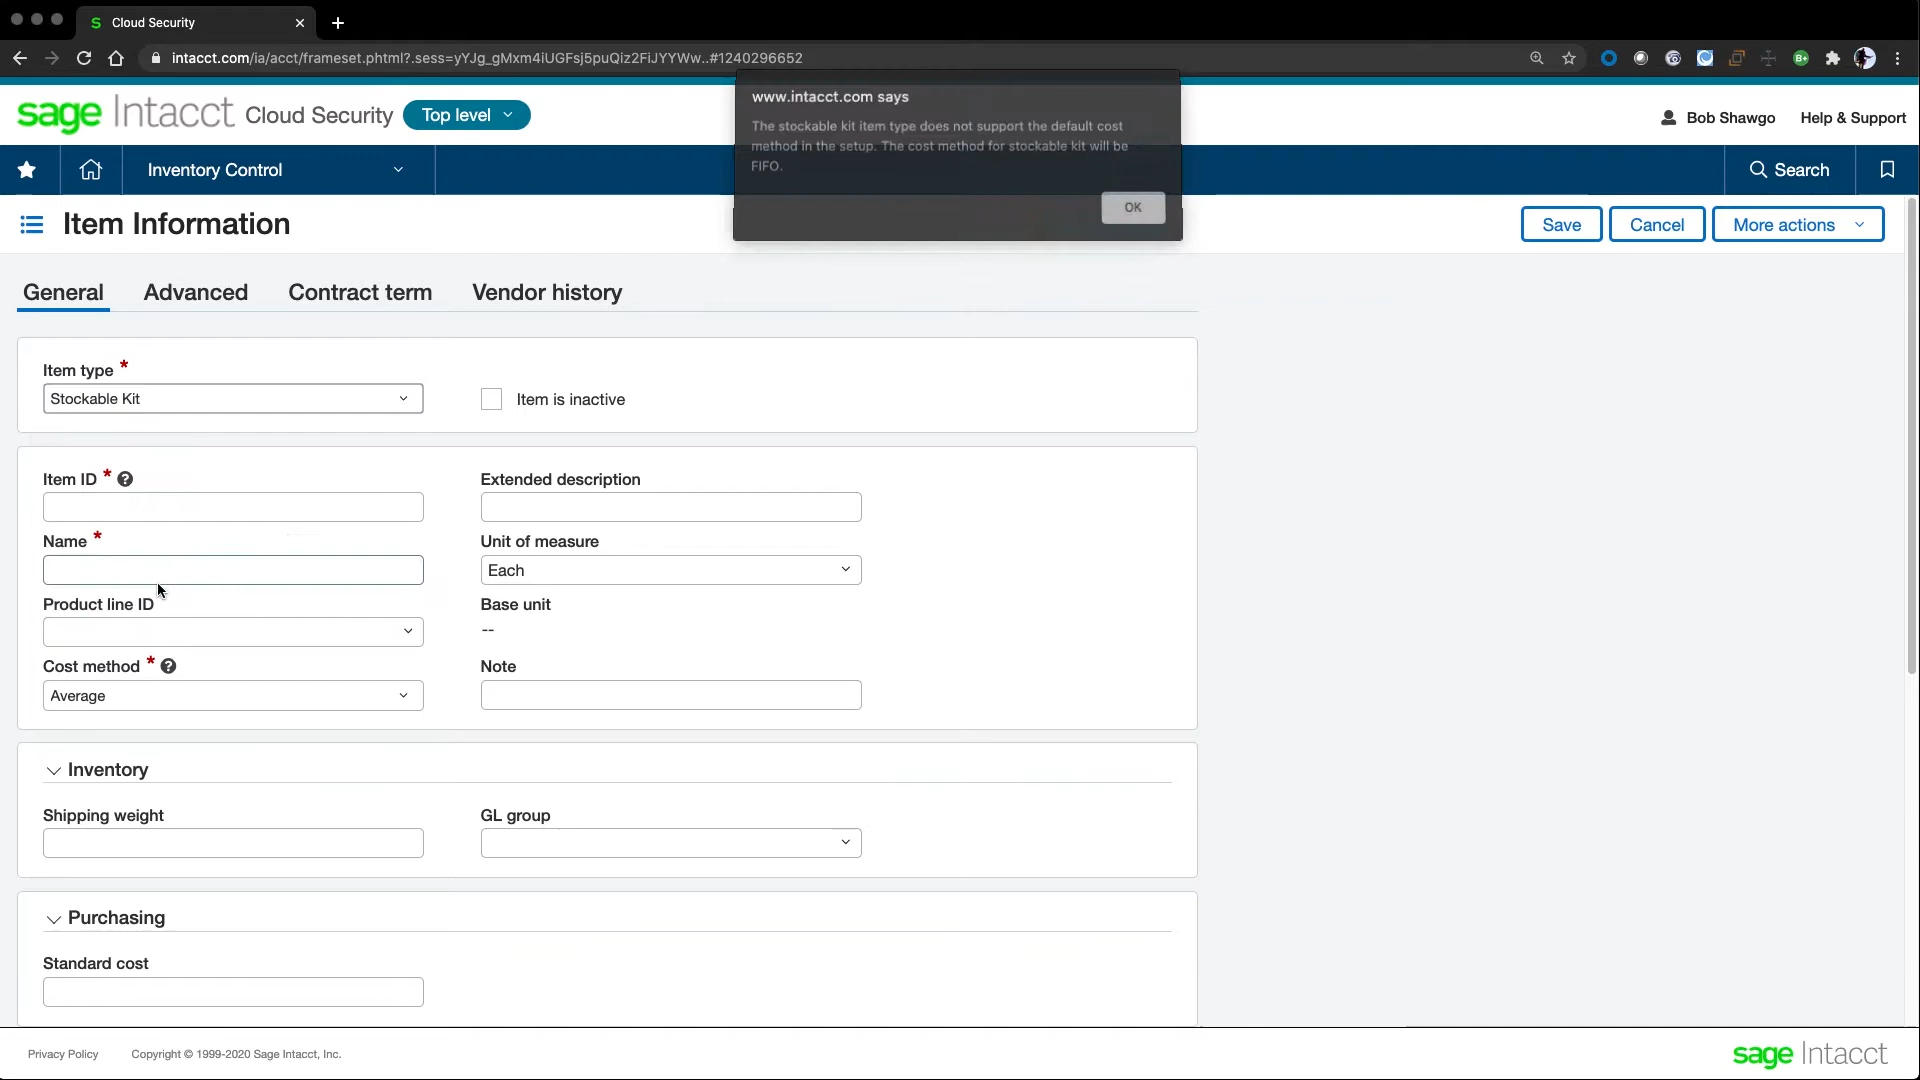 Cloud Security
intacct.com/ia/acct/frameset.phtml?.sess=yYJg_gMxm4iUGFsj5puQiz2FiJYYWw..#1240296652
www.intacct.com says
The stockable kit item type does not support the default cost
method in the setup. The cost method for stockable kit will be
FIFO.
OK
sage Intacct Cloud Security Top level
Bob Shawgo Help & Support
Inventory Control
Search
Item Information
Save Cancel More actions
General Advanced Contract term Vendor history
Item type *
Stockable Kit
Item is inactive
Item ID *
Extended description
Name *
Unit of measure
Each
Product line ID
Base unit
--
Cost method *
Note
Average
Inventory
Shipping weight
GL group
Purchasing
Standard cost
Privacy Policy Copyright © 1999-2020 Sage Intacct, Inc.
sage Intacct